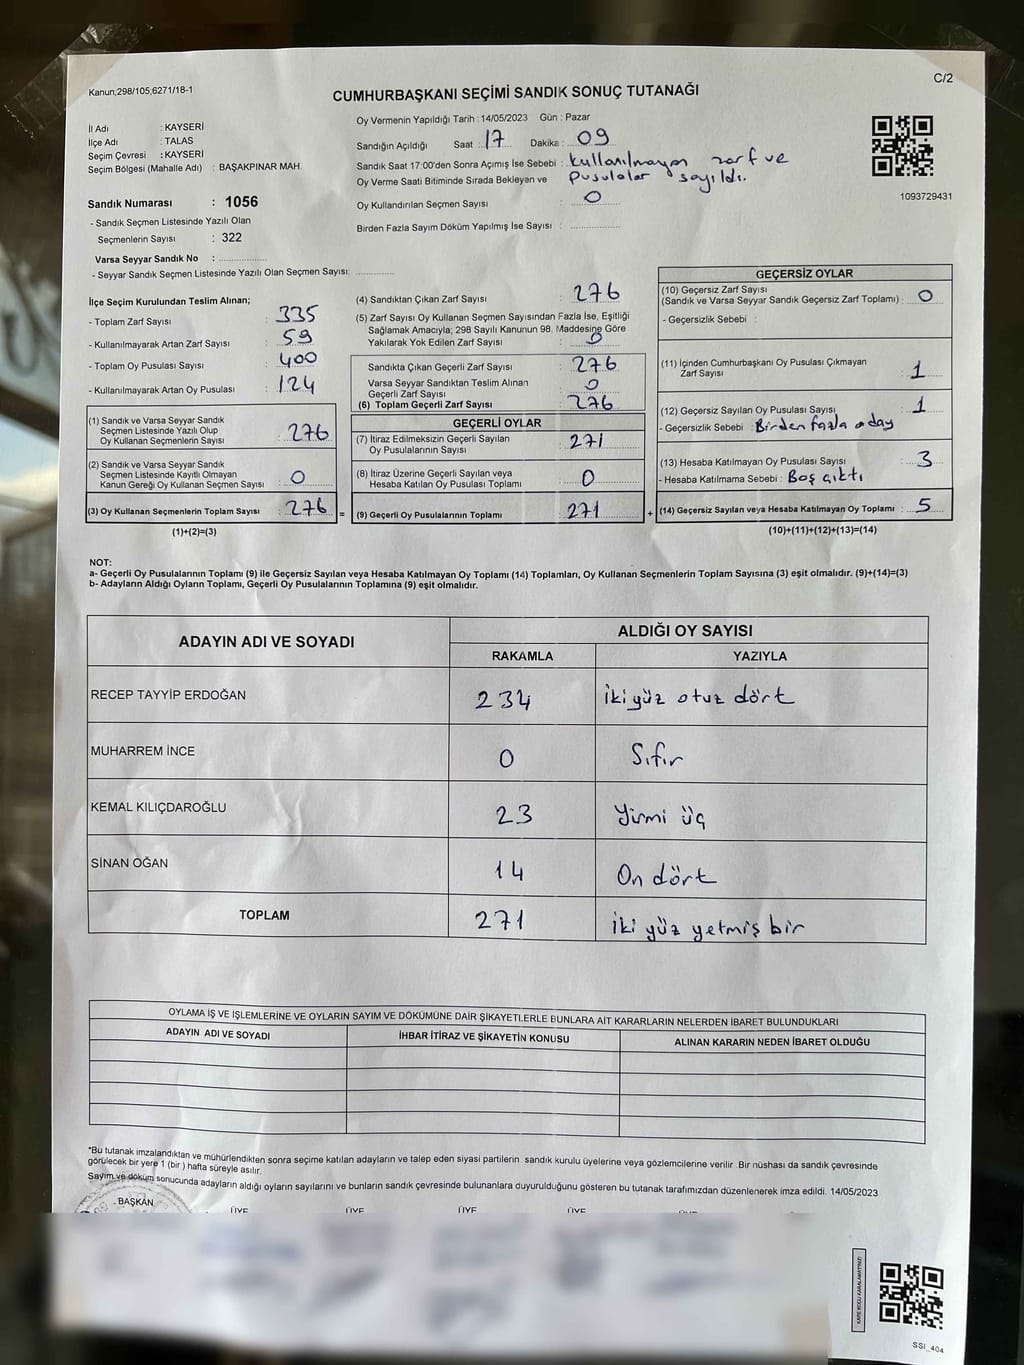 Kanun;298/105;6271/18-1
C/2
CUMHURBAŞKANI SEÇİMİ SANDIK SONUÇ TUTANAĞI
İl Adı : KAYSERİ
İlçe Adı : TALAS
Seçim Çevresi : KAYSERİ
Seçim Bölgesi (Mahalle Adı) : BAŞAKPINAR MAH.
Sandık Numarası : 1056
- Sandık Seçmen Listesinde Yazılı Olan
Seçmenlerin Sayısı : 322
Varsa Seyyar Sandık No :
- Seyyar Sandık Seçmen Listesinde Yazılı Olan Seçmen Sayısı:
Oy Vermenin Yapıldığı Tarih : 14/05/2023 Gün : Pazar
Sandığın Açıldığı Saat : 17 Dakika : 09
Sandık Saat 17:00'den Sonra Açımış İse Sebebi : kullanılmayan zarf ve
Oy Verme Saati Bitiminde Sırada Bekleyen ve pusulalar sayıldı.
Oy Kullandırılan Seçmen Sayısı : 0
Birden Fazla Sayım Döküm Yapılmış İse Sayısı :
1093729431
İlçe Seçim Kurulundan Teslim Alınan;
- Toplam Zarf Sayısı : 335
- Kullanılmayarak Artan Zarf Sayısı : 59
- Toplam Oy Pusulası Sayısı : 400
- Kullanılmayarak Artan Oy Pusulası : 124
(1) Sandık ve Varsa Seyyar Sandık
Seçmen Listesinde Yazılı Olup
Oy Kullanan Seçmenlerin Sayısı : 276
(2) Sandık ve Varsa Seyyar Sandık
Seçmen Listesinde Kayıtlı Olmayan
Kanun Gereği Oy Kullanan Seçmen Sayısı : 0
(3) Oy Kullanan Seçmenlerin Toplam Sayısı : 276 =
(1)+(2)=(3)
(4) Sandıktan Çıkan Zarf Sayısı : 276
(5) Zarf Sayısı Oy Kullanan Seçmen Sayısından Fazla İse, Eşitliği
Sağlamak Amacıyla; 298 Sayılı Kanunun 98. Maddesine Göre
Yakılarak Yok Edilen Zarf Sayısı : 0
Sandıkta Çıkan Geçerli Zarf Sayısı : 276
Varsa Seyyar Sandıktan Teslim Alınan
Geçerli Zarf Sayısı : 0
(6) Toplam Geçerli Zarf Sayısı : 276
GEÇERLİ OYLAR
(7) İtiraz Edilmeksizin Geçerli Sayılan
Oy Pusulalarının Sayısı : 271
(8) İtiraz Üzerine Geçerli Sayılan veya
Hesaba Katılan Oy Pusulası Toplamı : 0
(9) Geçerli Oy Pusulalarının Toplamı : 271 +
GEÇERSİZ OYLAR
(10) Geçersiz Zarf Sayısı
(Sandık ve Varsa Seyyar Sandık Geçersiz Zarf Toplamı) : 0
- Geçersizlik Sebebi :
(11) İçinden Cumhurbaşkanı Oy Pusulası Çıkmayan
Zarf Sayısı : 1
(12) Geçersiz Sayılan Oy Pusulası Sayısı : 1
- Geçersizlik Sebebi : Birden fazla aday
(13) Hesaba Katılmayan Oy Pusulası Sayısı : 3
- Hesaba Katılmama Sebebi : Boş çıktı
(14) Geçersiz Sayılan veya Hesaba Katılmayan Oy Toplamı : 5
(10)+(11)+(12)+(13)=(14)
NOT:
a- Geçerli Oy Pusulalarının Toplamı (9) ile Geçersiz Sayılan veya Hesaba Katılmayan Oy Toplamı (14) Toplamları, Oy Kullanan Seçmenlerin Toplam Sayısına (3) eşit olmalıdır. (9)+(14)=(3)
b- Adayların Aldığı Oyların Toplamı, Geçerli Oy Pusulalarının Toplamına (9) eşit olmalıdır.
ADAYIN ADI VE SOYADI ALDIĞI OY SAYISI
RAKAMLA YAZIYLA
RECEP TAYYİP ERDOĞAN 234 iki yüz otuz dört
MUHARREM İNCE 0 Sıfır
KEMAL KILIÇDAROĞLU 23 Yirmi üç
SİNAN OĞAN 14 On dört
TOPLAM 271 iki yüz yetmiş bir
OYLAMA İŞ VE İŞLEMLERİNE VE OYLARIN SAYIM VE DÖKÜMÜNE DAİR ŞİKAYETLERLE BUNLARA AİT KARARLARIN NELERDEN İBARET BULUNDUKLARI
ADAYIN ADI VE SOYADI İHBAR İTİRAZ VE ŞİKAYETİN KONUSU ALINAN KARARIN NEDEN İBARET OLDUĞU
*Bu tutanak imzalandıktan ve mühürlendikten sonra seçime katılan adayların ve talep eden siyasi partilerin sandık kurulu üyelerine veya gözlemcilerine verilir .Bir nüshası da sandık çevresinde
görülecek bir yere 1 (bir ) hafta süreyle asılır.
Sayım ve döküm sonucunda adayların aldığı oyların sayılarını ve bunların sandık çevresinde bulunanlara duyurulduğunu gösteren bu tutanak tarafımızdan düzenlenerek imza edildi. 14/05/2023
BAŞKAN ÜYE ÜYE ÜYE ÜYE
SSI_404